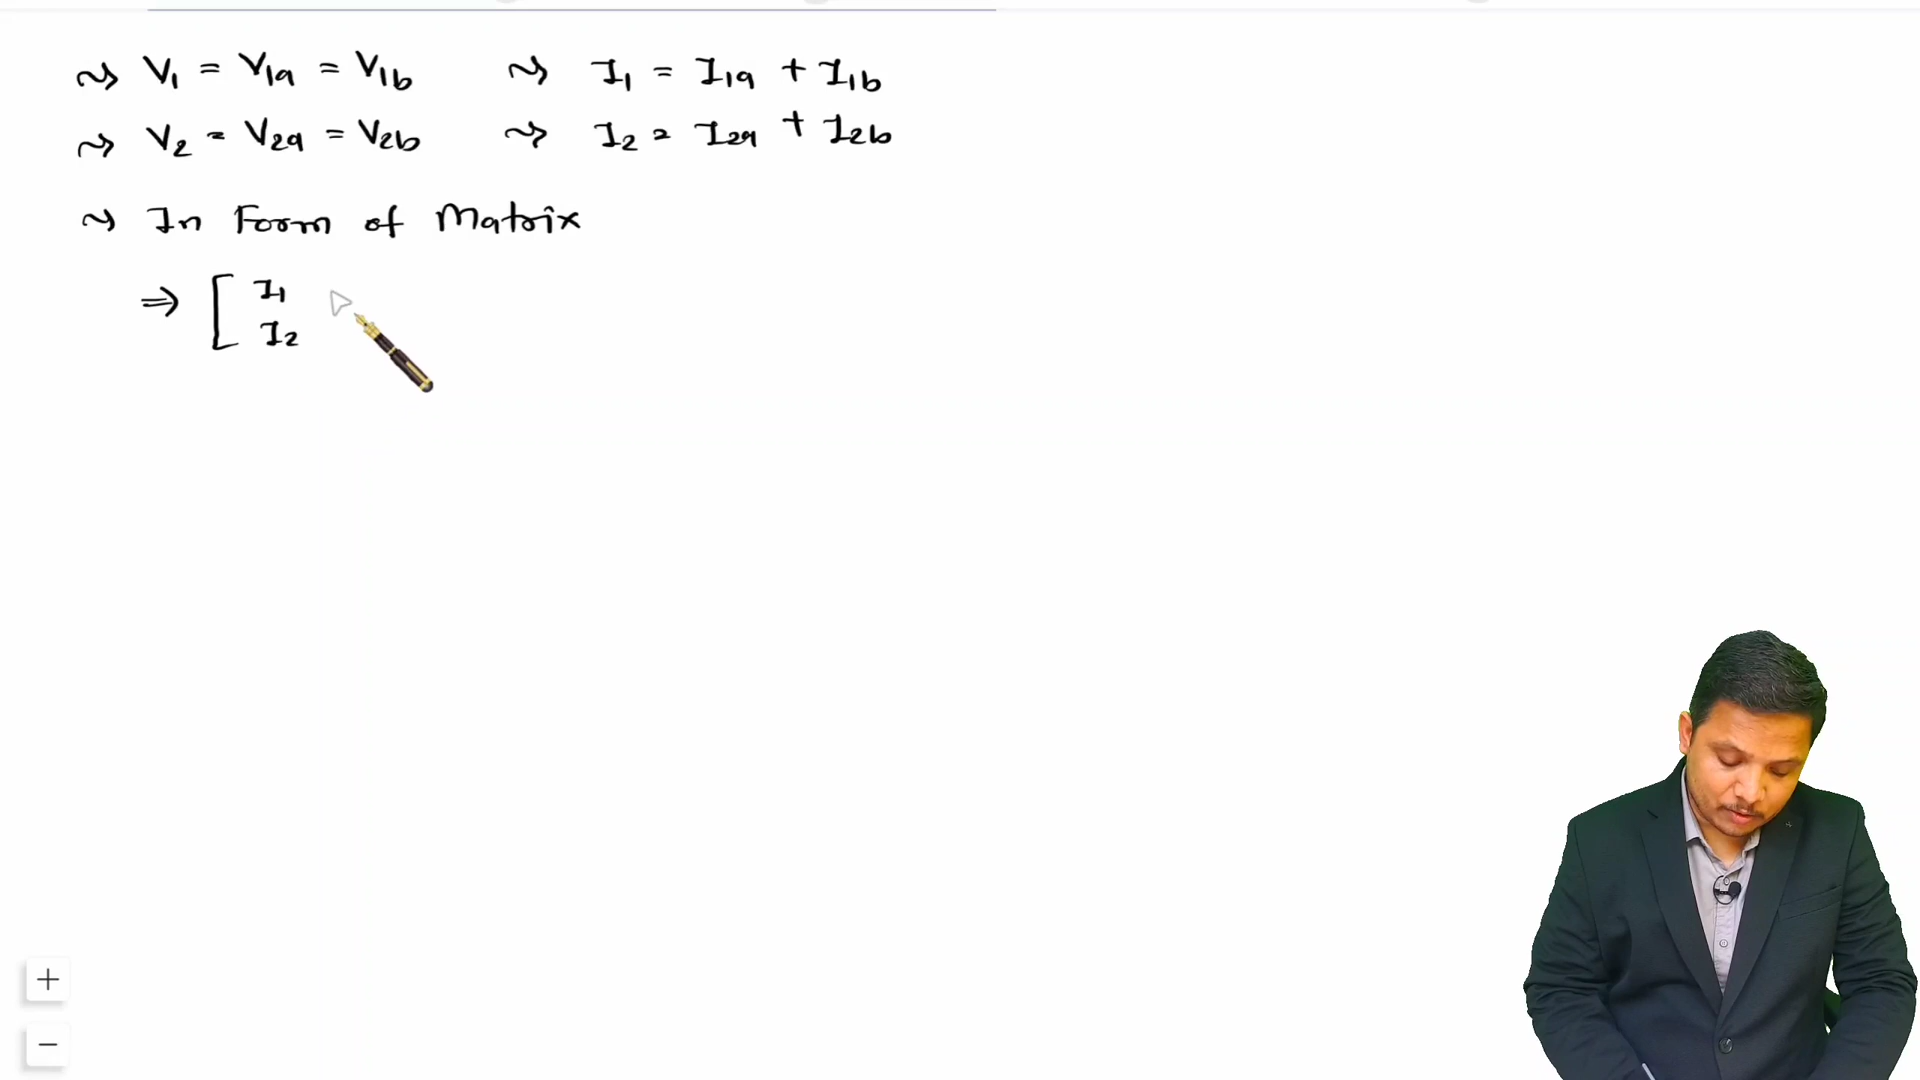 ~> V₁ = V₁a = V₁b ~> I₁ = I₁a + I₁b
~> V₂ = V₂a = V₂b ~> I₂ = I₂a + I₂b
~> In Form of Matrix
⇒ [ I₁
I₂
+
−